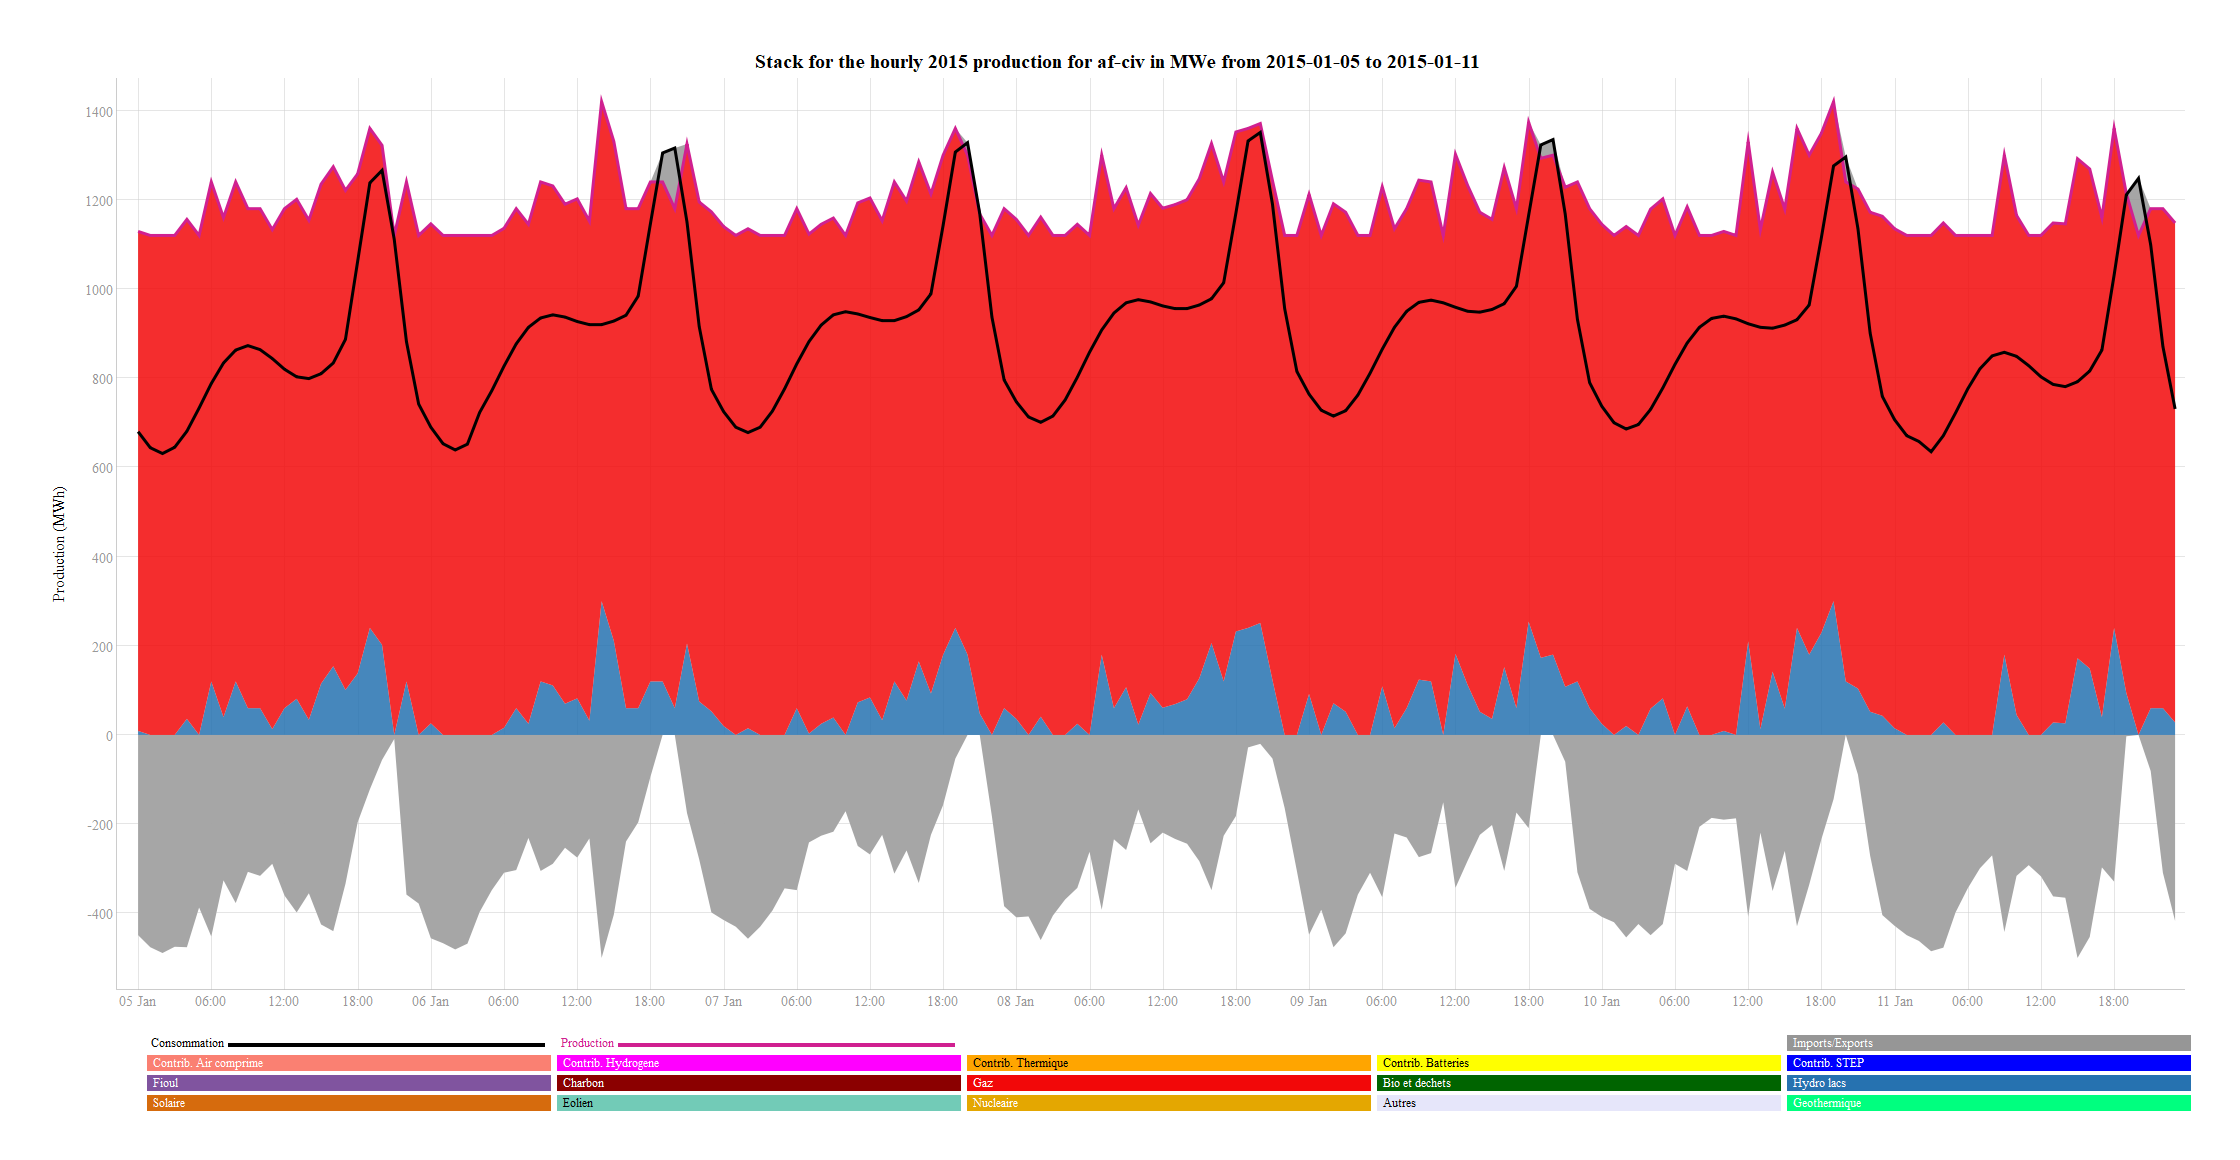 Stack for the hourly 2015 production for af-civ in MWe from 2015-01-05 to 2015-01-11
1400
1200
1000
800
600
400
200
0
-200
-400
Production (MWh)
05 Jan 06:00 12:00 18:00 06 Jan 06:00 12:00 18:00 07 Jan 06:00 12:00 18:00 08 Jan 06:00 12:00 18:00 09 Jan 06:00 12:00 18:00 10 Jan 06:00 12:00 18:00 11 Jan 06:00 12:00 18:00
Consommation Production Imports/Exports
Contrib. Air comprime Contrib. Hydrogene Contrib. Thermique Contrib. Batteries Contrib. STEP
Fioul Charbon Gaz Bio et dechets Hydro lacs
Solaire Eolien Nucleaire Autres Geothermique